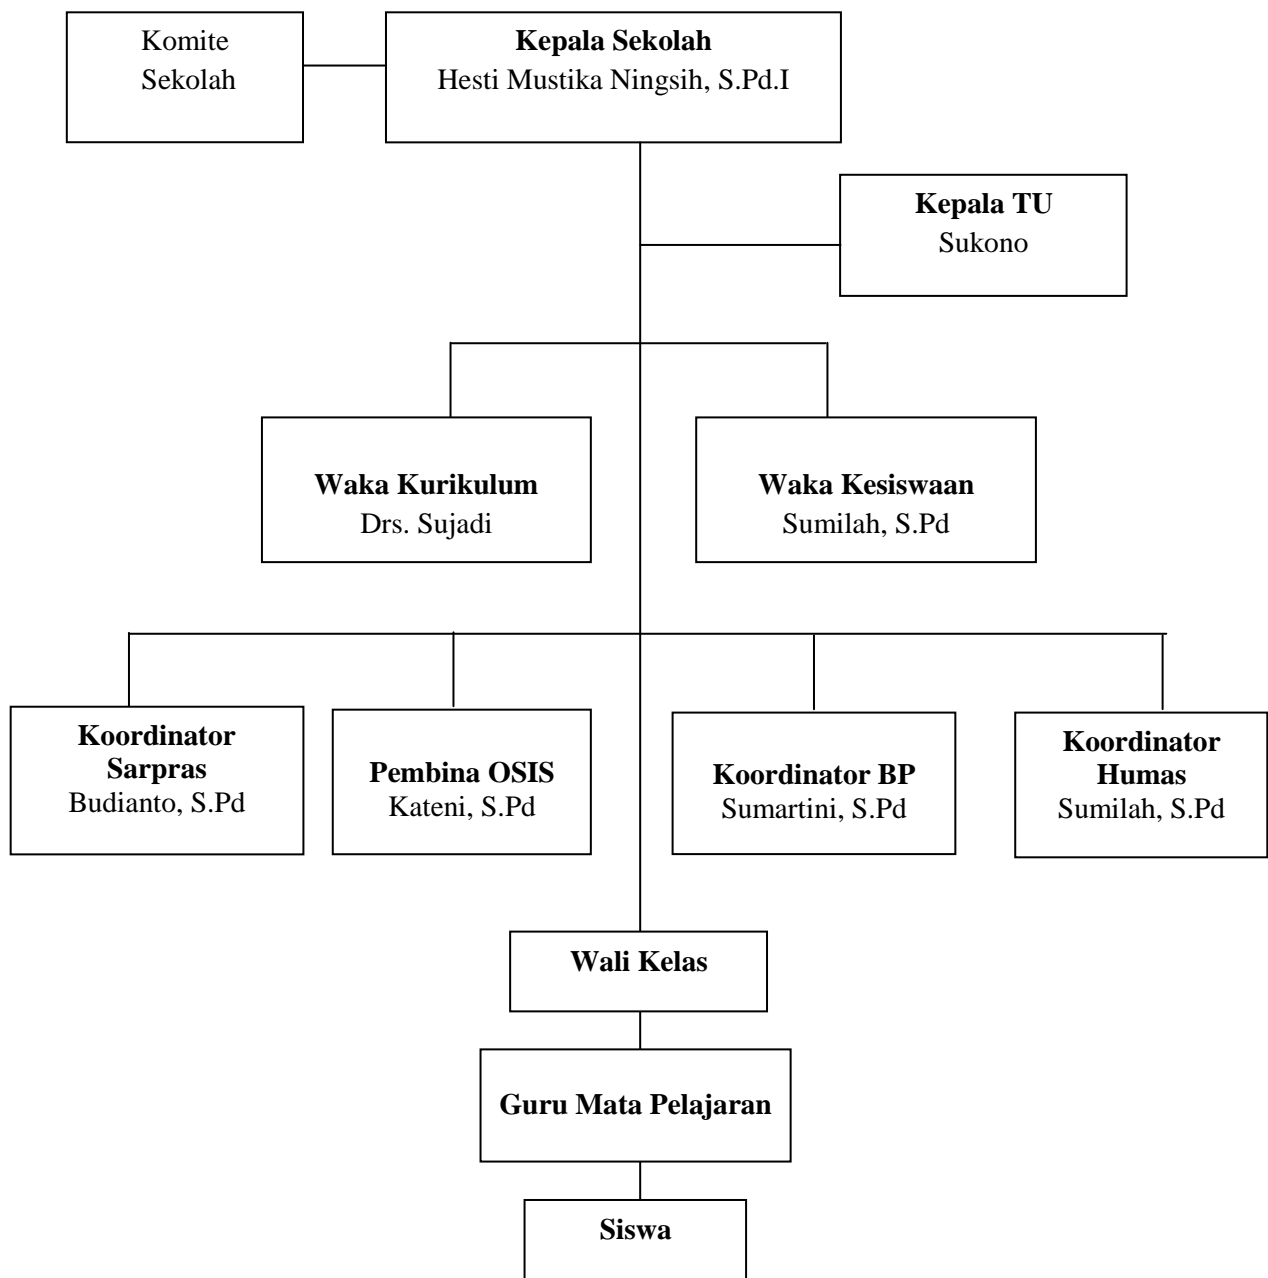 Komite
Sekolah
Kepala Sekolah
Hesti Mustika Ningsih, S.Pd.I
Kepala TU
Sukono
Waka Kurikulum
Drs. Sujadi
Waka Kesiswaan
Sumilah, S.Pd
Koordinator
Sarpras
Budianto, S.Pd
Pembina OSIS
Kateni, S.Pd
Koordinator BP
Sumartini, S.Pd
Koordinator
Humas
Sumilah, S.Pd
Wali Kelas
Guru Mata Pelajaran
Siswa